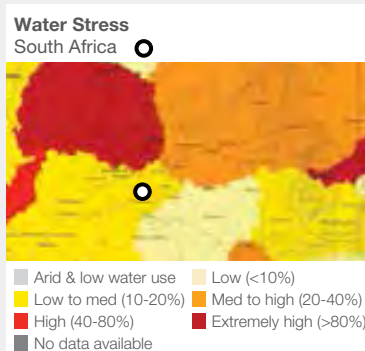 Water Stress
South Africa
Arid & low water use
Low (<10%)
Low to med (10-20%)
Med to high (20-40%)
High (40-80%)
Extremely high (>80%)
No data available